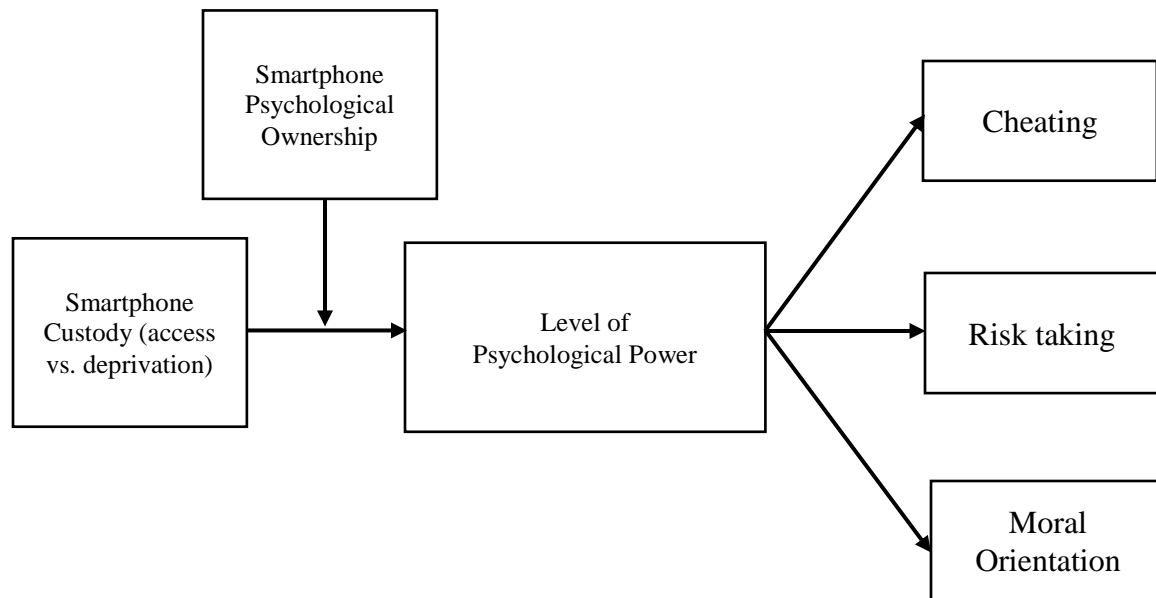 Smartphone
Psychological
Ownership
Smartphone
Custody (access
vs. deprivation)
Level of
Psychological Power
Cheating
Risk taking
Moral
Orientation